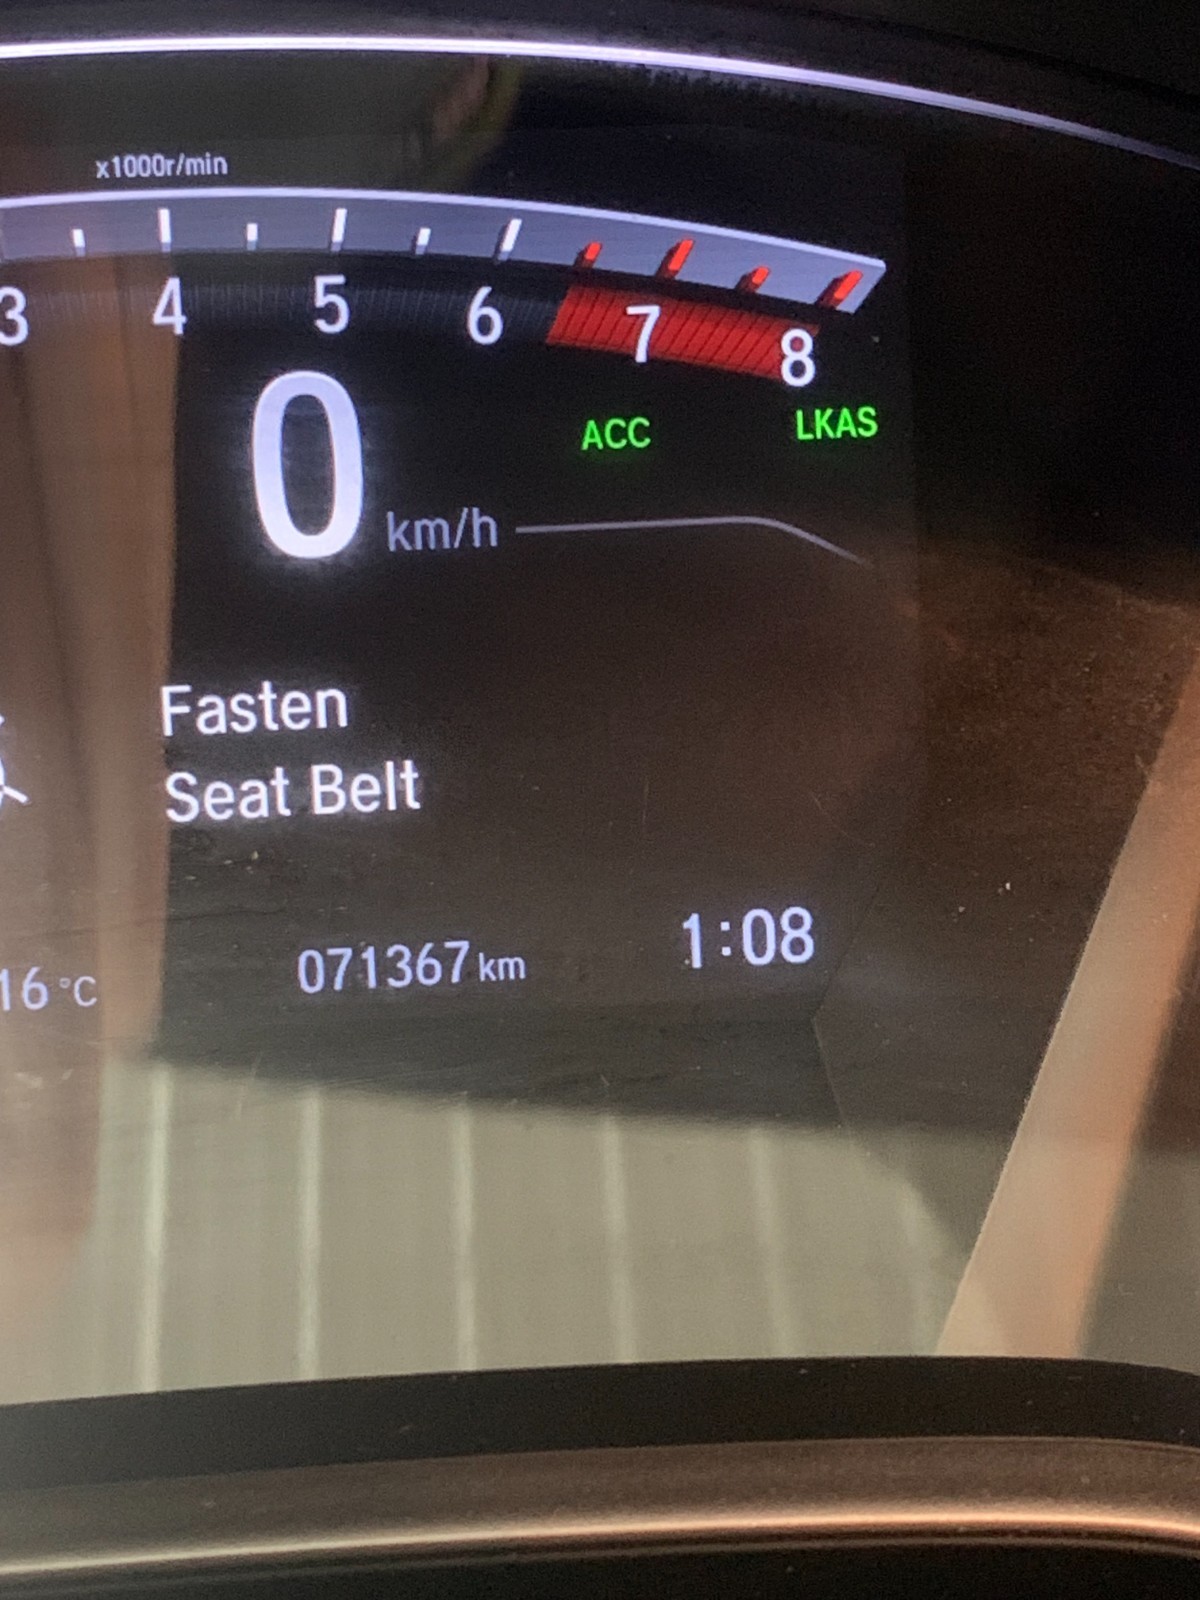 x1000r/min
3 4 5 6 7 8
ACC LKAS
0 km/h
Fasten
Seat Belt
16 °C 071367 km 1:08